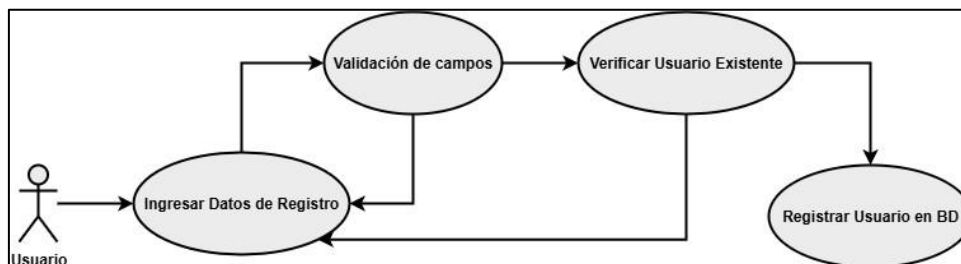 Validación de campos
Verificar Usuario Existente
Ingresar Datos de Registro
Registrar Usuario en BD
Usuario